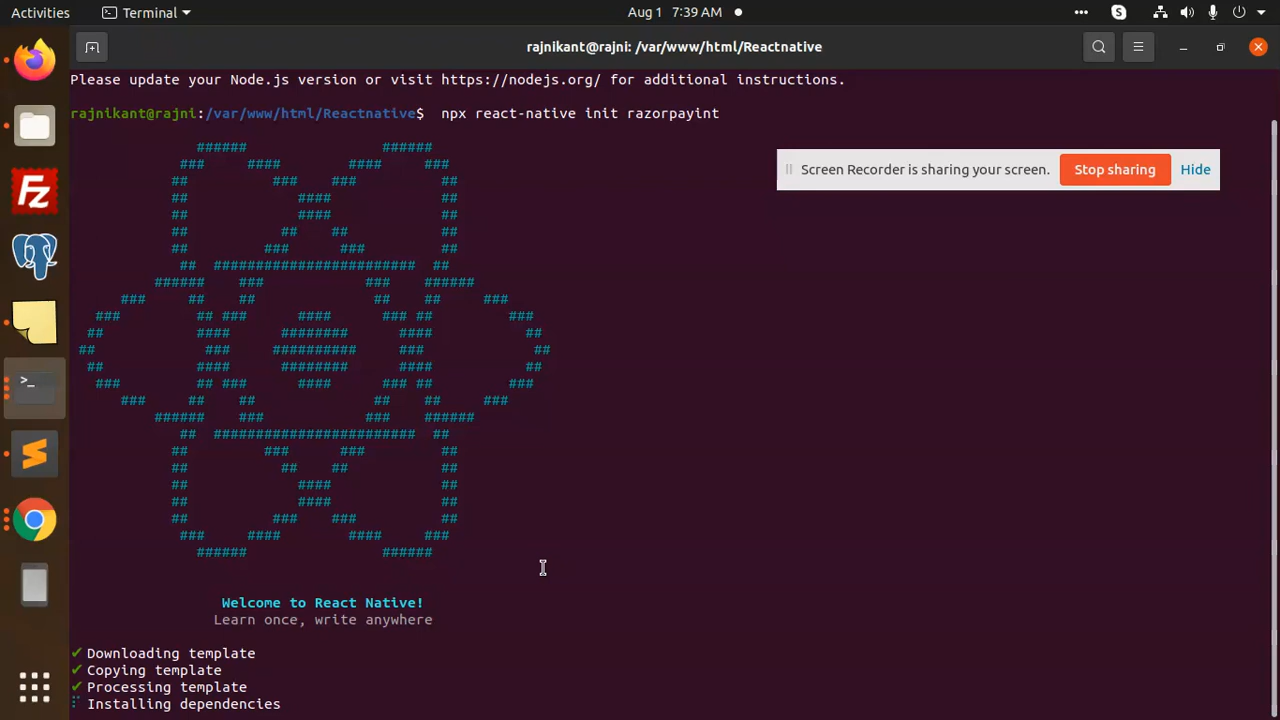 Activities
Terminal
Aug 1 7:39 AM
rajnikant@rajni: /var/www/html/Reactnative
Please update your Node.js version or visit https://nodejs.org/ for additional instructions.
rajnikant@rajni:/var/www/html/Reactnative$  npx react-native init razorpayint
Screen Recorder is sharing your screen.
Stop sharing
Hide
Welcome to React Native!
Learn once, write anywhere
✔ Downloading template
✔ Copying template
✔ Processing template
Installing dependencies